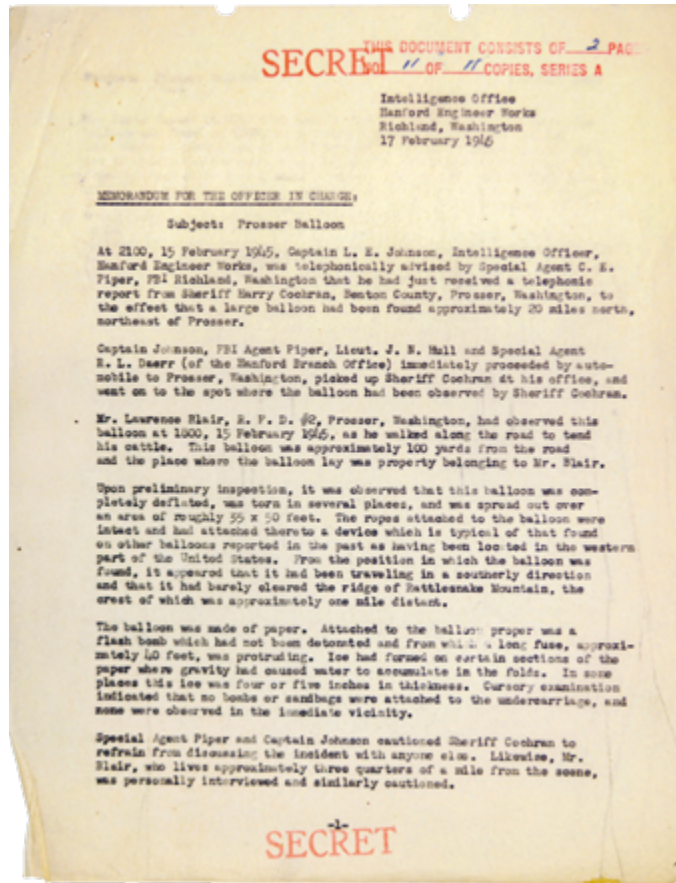 SECRET
THIS DOCUMENT CONSISTS OF 2 PAGE
NO. 11 OF 11 COPIES, SERIES A
Intelligence Office
Hanford Engineer Works
Richland, Washington
17 February 1945
MEMORANDUM FOR THE OFFICER IN CHARGE:
Subject: Prosser Balloon
At 2100, 15 February 1945, Captain L. E. Johnson, Intelligence Officer,
Hanford Engineer Works, was telephonically advised by Special Agent C. E.
Piper, FBI Richland, Washington that he had just received a telephonic
report from Sheriff Harry Cochran, Benton County, Prosser, Washington, to
the effect that a large balloon had been found approximately 20 miles north,
northeast of Prosser.
Captain Johnson, FBI Agent Piper, Lieut. J. N. Hull and Special Agent
R. L. Daerr (of the Hanford Branch Office) immediately proceeded by auto-
mobile to Prosser, Washington, picked up Sheriff Cochran at his office, and
went on to the spot where the balloon had been observed by Sheriff Cochran.
Mr. Lawrence Blair, R. F. D. #2, Prosser, Washington, had observed this
balloon at 1800, 15 February 1945, as he walked along the road to tend
his cattle. This balloon was approximately 100 yards from the road
and the place where the balloon lay was property belonging to Mr. Blair.
Upon preliminary inspection, it was observed that this balloon was com-
pletely deflated, was torn in several places, and was spread out over
an area of roughly 35 x 50 feet. The ropes attached to the balloon were
intact and had attached thereto a device which is typical of that found
on other balloons reported in the past as having been located in the western
part of the United States. From the position in which the balloon was
found, it appeared that it had been traveling in a southerly direction
and that it had barely cleared the ridge of Rattlesnake Mountain, the
crest of which was approximately one mile distant.
The balloon was made of paper. Attached to the balloon proper was a
flash bomb which had not been detonated and from which a long fuse, approxi-
mately 40 feet, was protruding. Ice had formed on certain sections of the
paper where gravity had caused water to accumulate in the folds. In some
places this ice was four or five inches in thickness. Cursory examination
indicated that no bombs or sandbags were attached to the undercarriage, and
none were observed in the immediate vicinity.
Special Agent Piper and Captain Johnson cautioned Sheriff Cochran to
refrain from discussing the incident with anyone else. Likewise, Mr.
Blair, who lives approximately three quarters of a mile from the scene,
was personally interviewed and similarly cautioned.
-1-
SECRET